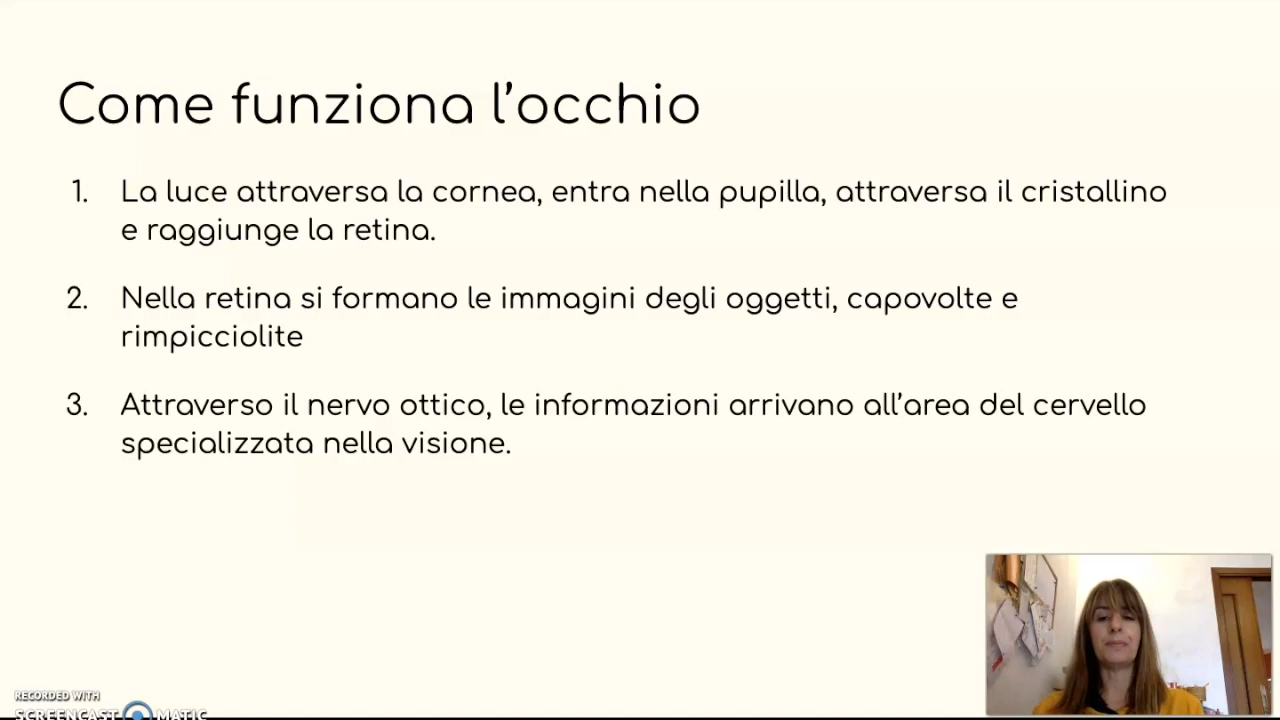 Come funziona l'occhio
1. La luce attraversa la cornea, entra nella pupilla, attraversa il cristallino
e raggiunge la retina.
2. Nella retina si formano le immagini degli oggetti, capovolte e
rimpicciolite
3. Attraverso il nervo ottico, le informazioni arrivano all'area del cervello
specializzata nella visione.
RECORDED WITH
SCREENCAST MATIC